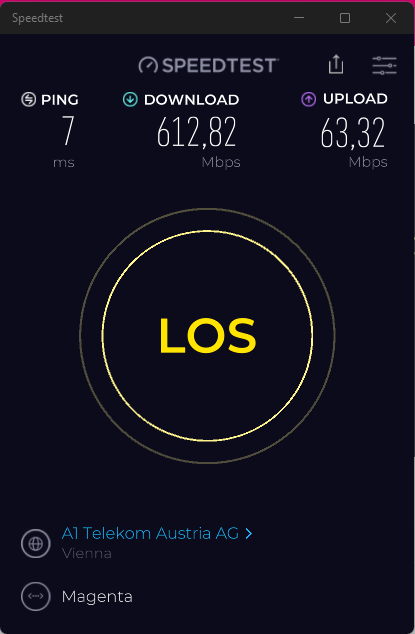 Speedtest
SPEEDTEST
PING
DOWNLOAD
UPLOAD
7
612,82
63,32
ms
Mbps
Mbps
LOS
A1 Telekom Austria AG
Vienna
Magenta